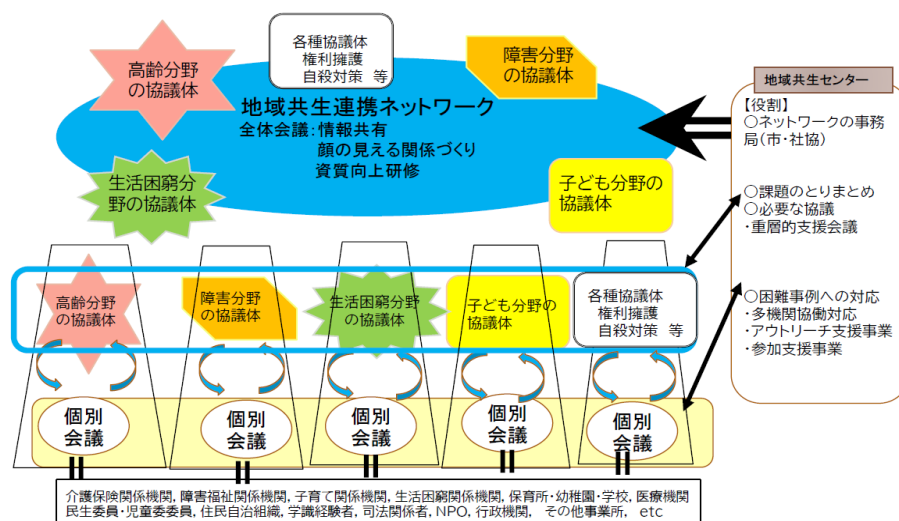 高齢分野
の協議体
各種協議体
権利擁護
自殺対策 等
障害分野
の協議体
地域共生連携ネットワーク
全体会議:情報共有
顔の見える関係づくり
資質向上研修
生活困窮分
野の協議体
子ども分野の
協議体
地域共生センター
【役割】
○ネットワークの事務
局(市・社協)
○課題のとりまとめ
○必要な協議
・重層的支援会議
○困難事例への対応
・多機関協働対応
・アウトリーチ支援事業
・参加支援事業
高齢分野
の協議体
障害分野
の協議体
生活困窮分野
の協議体
子ども分野の
協議体
各種協議体
権利擁護
自殺対策 等
個別
会議
個別
会議
個別
会議
個別
会議
個別
会議
介護保険関係機関, 障害福祉関係機関, 子育て関係機関, 生活困窮関係機関, 保育所・幼稚園・学校, 医療機関
民生委員・児童委委員, 住民自治組織, 学識経験者, 司法関係者, NPO, 行政機関, その他事業所, etc